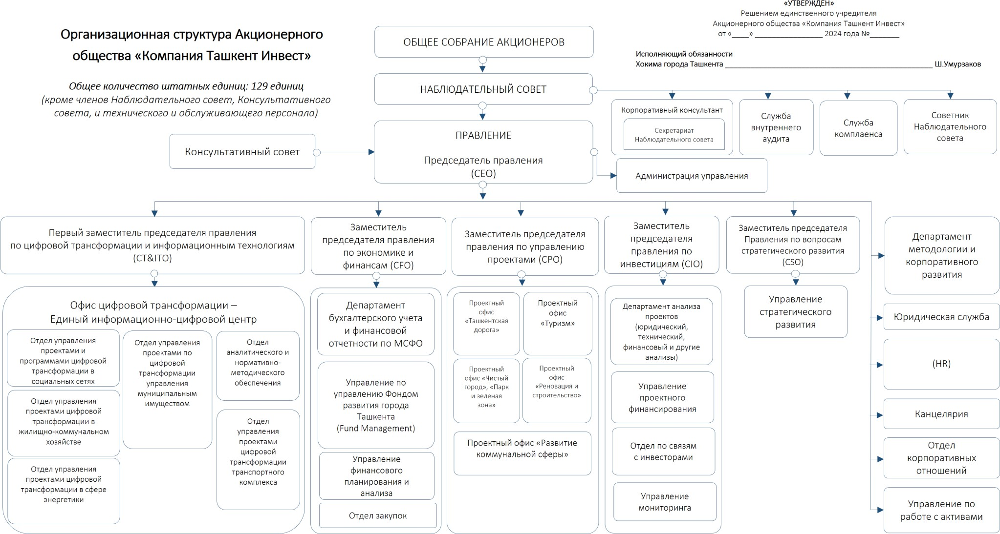 «УТВЕРЖДЕН»
Решением единственного учредителя
Акционерного общества «Компания Ташкент Инвест»
от «____» ________________ 2024 года №_______
Исполняющий обязанности
Хокима города Ташкента ________________________________________________ Ш.Умурзаков
Организационная структура Акционерного
общества «Компания Ташкент Инвест»
Общее количество штатных единиц: 129 единиц
(кроме членов Наблюдательного совет, Консультативного
совета, и технического и обслуживающего персонала)
ОБЩЕЕ СОБРАНИЕ АКЦИОНЕРОВ
НАБЛЮДАТЕЛЬНЫЙ СОВЕТ
Корпоративный консультант
Секретариат
Наблюдательного совета
Служба
внутреннего
аудита
Служба
комплаенса
Советник
Наблюдательного
совета
Консультативный совет
ПРАВЛЕНИЕ
Председатель правления
(CEO)
Администрация управления
Первый заместитель председателя правления
по цифровой трансформации и информационным технологиям
(CT&ITO)
Заместитель
председателя правления
по экономике и
финансам (CFO)
Заместитель председателя
правления по управлению
проектами (CPO)
Заместитель
председателя
правления по
инвестициям (CIO)
Заместитель председателя
Правления по вопросам
стратегического развития
(CSO)
Департамент
методологии и
корпоративного
развития
Офис цифровой трансформации –
Единый информационно-цифровой центр
Отдел управления
проектами и
программами цифровой
трансформации в
социальных сетях
Отдел управления
проектами цифровой
трансформации в
жилищно-коммунальном
хозяйстве
Отдел управления
проектами цифровой
трансформации в сфере
энергетики
Отдел управления
проектами по
цифровой
трансформации
управления
муниципальным
имуществом
Отдел
аналитического и
нормативно-
методического
обеспечения
Отдел
управления
проектами
цифровой
трансформации
транспортного
комплекса
Департамент
бухгалтерского учета
и финансовой
отчетности по МСФО
Управление по
управлению Фондом
развития города
Ташкента
(Fund Management)
Управление
финансового
планирования и
анализа
Отдел закупок
Проектный
офис
«Ташкентская
дорога»
Проектный
офис
«Туризм»
Проектный
офис «Чистый
город», «Парк
и зеленая
зона»
Проектный
офис
«Реновация и
строительство»
Проектный офис «Развитие
коммунальной сферы»
Департамент анализа
проектов
(юридический,
технический,
финансовый и другие
анализы)
Управление
проектного
финансирования
Отдел по связям
с инвесторами
Управление
мониторинга
Управление
стратегического
развития
Юридическая служба
(HR)
Канцелярия
Отдел
корпоративных
отношений
Управление по
работе с активами